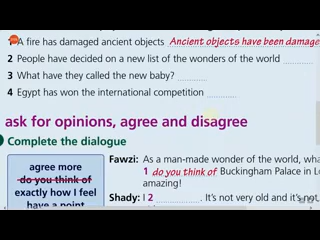 1 A fire has damaged ancient objects Ancient objects have been damage
2 People have decided on a new list of the wonders of the world ..............
3 What have they called the new baby? ..............
4 Egypt has won the international competition ..............
ask for opinions, agree and disagree
Complete the dialogue
agree more
do you think of
exactly how I feel
have a point
Fawzi: As a man-made wonder of the world, wha
1 do you think of Buckingham Palace in Lo
amazing!
Shady: I 2 .................. . It's not very old and it's not